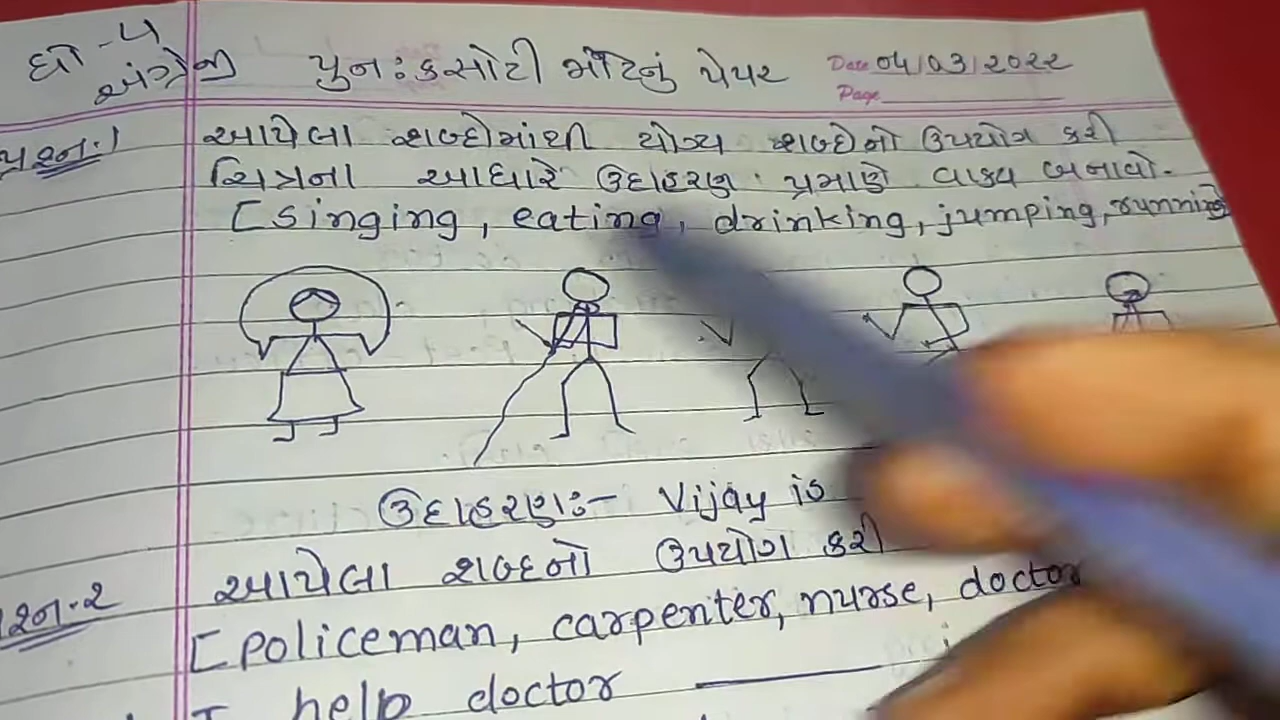 ધો-૫
અંગ્રેજી પુનઃકસોટી માટેનું પેપર Date 04/03/2022
Page
પ્રશ્ન.૧ આપેલા શબ્દોમાંથી યોગ્ય શબ્દોનો ઉપયોગ કરી
ચિત્રના આધારે ઉદાહરણ પ્રમાણે વાક્ય બનાવો.
[singing, eating, drinking, jumping, running
ઉદાહરણઃ- Vijay is
શ્ન.૨ આપેલા શબ્દનો ઉપયોગ કરી
[policeman, carpenter, nurse, doctor
I help doctor